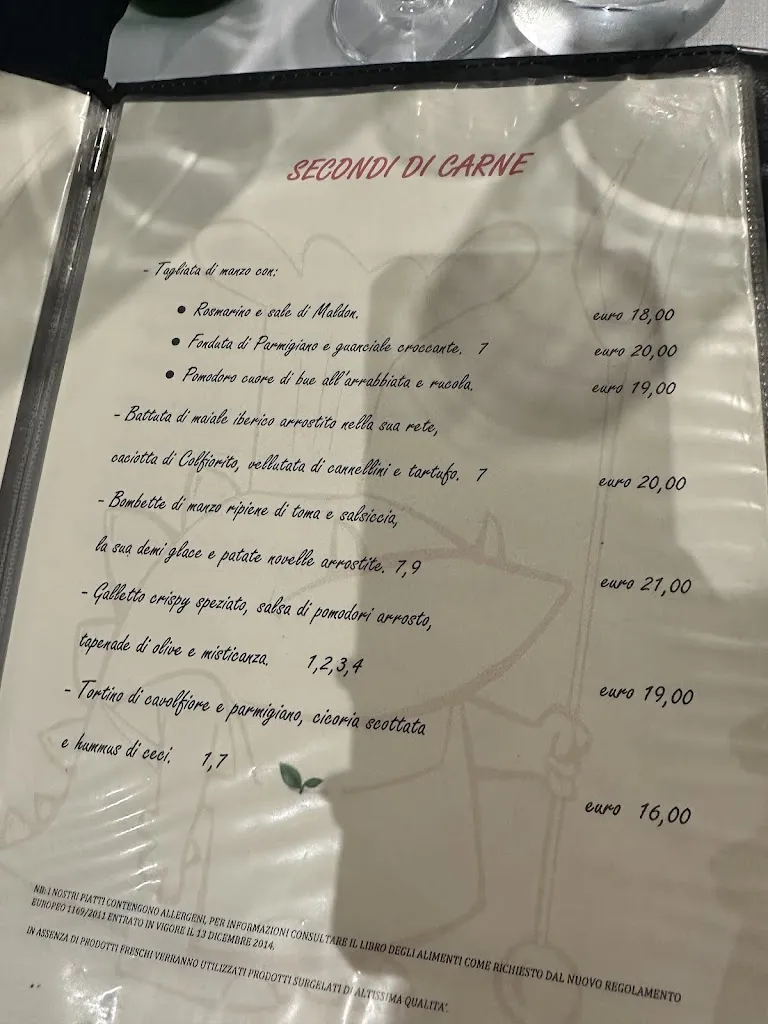 SECONDI DI CARNE
- Tagliata di manzo con:
• Rosmarino e sale di Maldon. euro 18,00
• Fonduta di Parmigiano e guanciale croccante. 7 euro 20,00
• Pomodoro cuore di bue all'arrabbiata e rucola. euro 19,00
- Battuta di maiale iberico arrostito nella sua rete,
caciotta di Colfiorito, vellutata di cannellini e tartufo. 7 euro 20,00
- Bombette di manzo ripiene di toma e salsiccia,
la sua demi glace e patate novelle arrostite. 7,9 euro 21,00
- Galletto crispy speziato, salsa di pomodori arrosto,
tapenade di olive e misticanza. 1,2,3,4 euro 19,00
- Tortino di cavolfiore e parmigiano, cicoria scottata
e hummus di ceci. 1,7 euro 16,00
NB: I NOSTRI PIATTI CONTENGONO ALLERGENI, PER INFORMAZIONI CONSULTARE IL LIBRO DEGLI ALIMENTI COME RICHIESTO DAL NUOVO REGOLAMENTO
EUROPEO 1169/2011 ENTRATO IN VIGORE IL 13 DICEMBRE 2014.
IN ASSENZA DI PRODOTTI FRESCHI VERRANNO UTILIZZATI PRODOTTI SURGELATI DI ALTISSIMA QUALITA'.